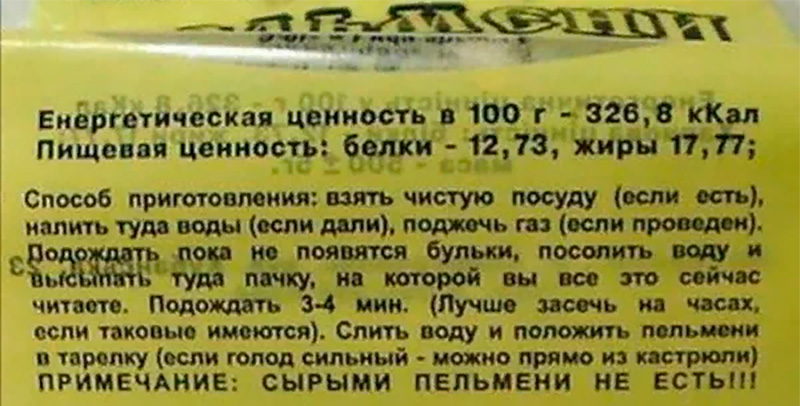 Енергетическая ценность в 100 г - 326,8 кКал
Пищевая ценность: белки - 12,73, жиры 17,77;
Способ приготовления: взять чистую посуду (если есть),
налить туда воды (если дали), поджечь газ (если проведен).
Подождать пока не появятся бульки, посолить воду и
высыпать туда пачку, на которой вы все это сейчас
читаете. Подождать 3-4 мин. (Лучше засечь на часах,
если таковые имеются). Слить воду и положить пельмени
в тарелку (если голод сильный - можно прямо из кастрюли)
ПРИМЕЧАНИЕ: СЫРЫМИ ПЕЛЬМЕНИ НЕ ЕСТЬ!!!